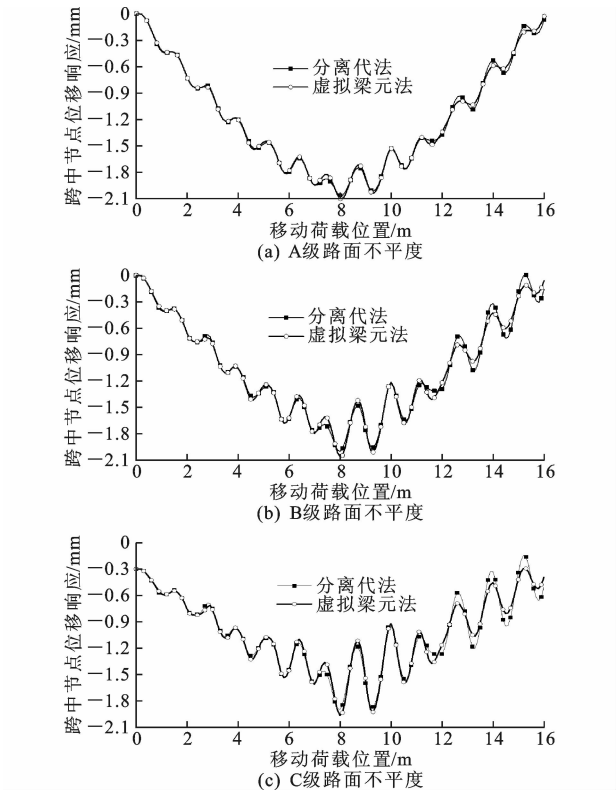 跨中节点位移响应/mm
0
−0.3
−0.6
−0.9
−1.2
−1.5
−1.8
−2.1
分离代法
虚拟梁元法
0 2 4 6 8 10 12 14 16
移动荷载位置/m
(a) A级路面不平度
跨中节点位移响应/mm
0
−0.3
−0.6
−0.9
−1.2
−1.5
−1.8
−2.1
分离代法
虚拟梁元法
0 2 4 6 8 10 12 14 16
移动荷载位置/m
(b) B级路面不平度
跨中节点位移响应/mm
0
−0.3
−0.6
−0.9
−1.2
−1.5
−1.8
−2.1
分离代法
虚拟梁元法
0 2 4 6 8 10 12 14 16
移动荷载位置/m
(c) C级路面不平度